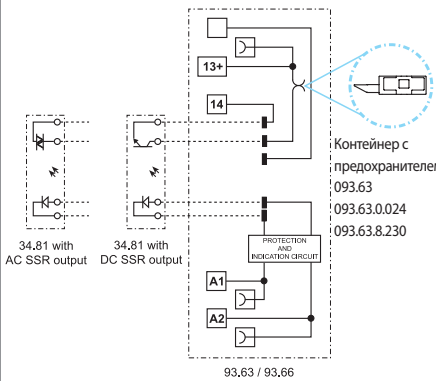 13+
14
Контейнер с
предохранителем
093.63
093.63.0.024
093.63.8.230
34.81 with
AC SSR output
34.81 with
DC SSR output
PROTECTION
AND
INDICATION CIRCUIT
A1
A2
93.63 / 93.66